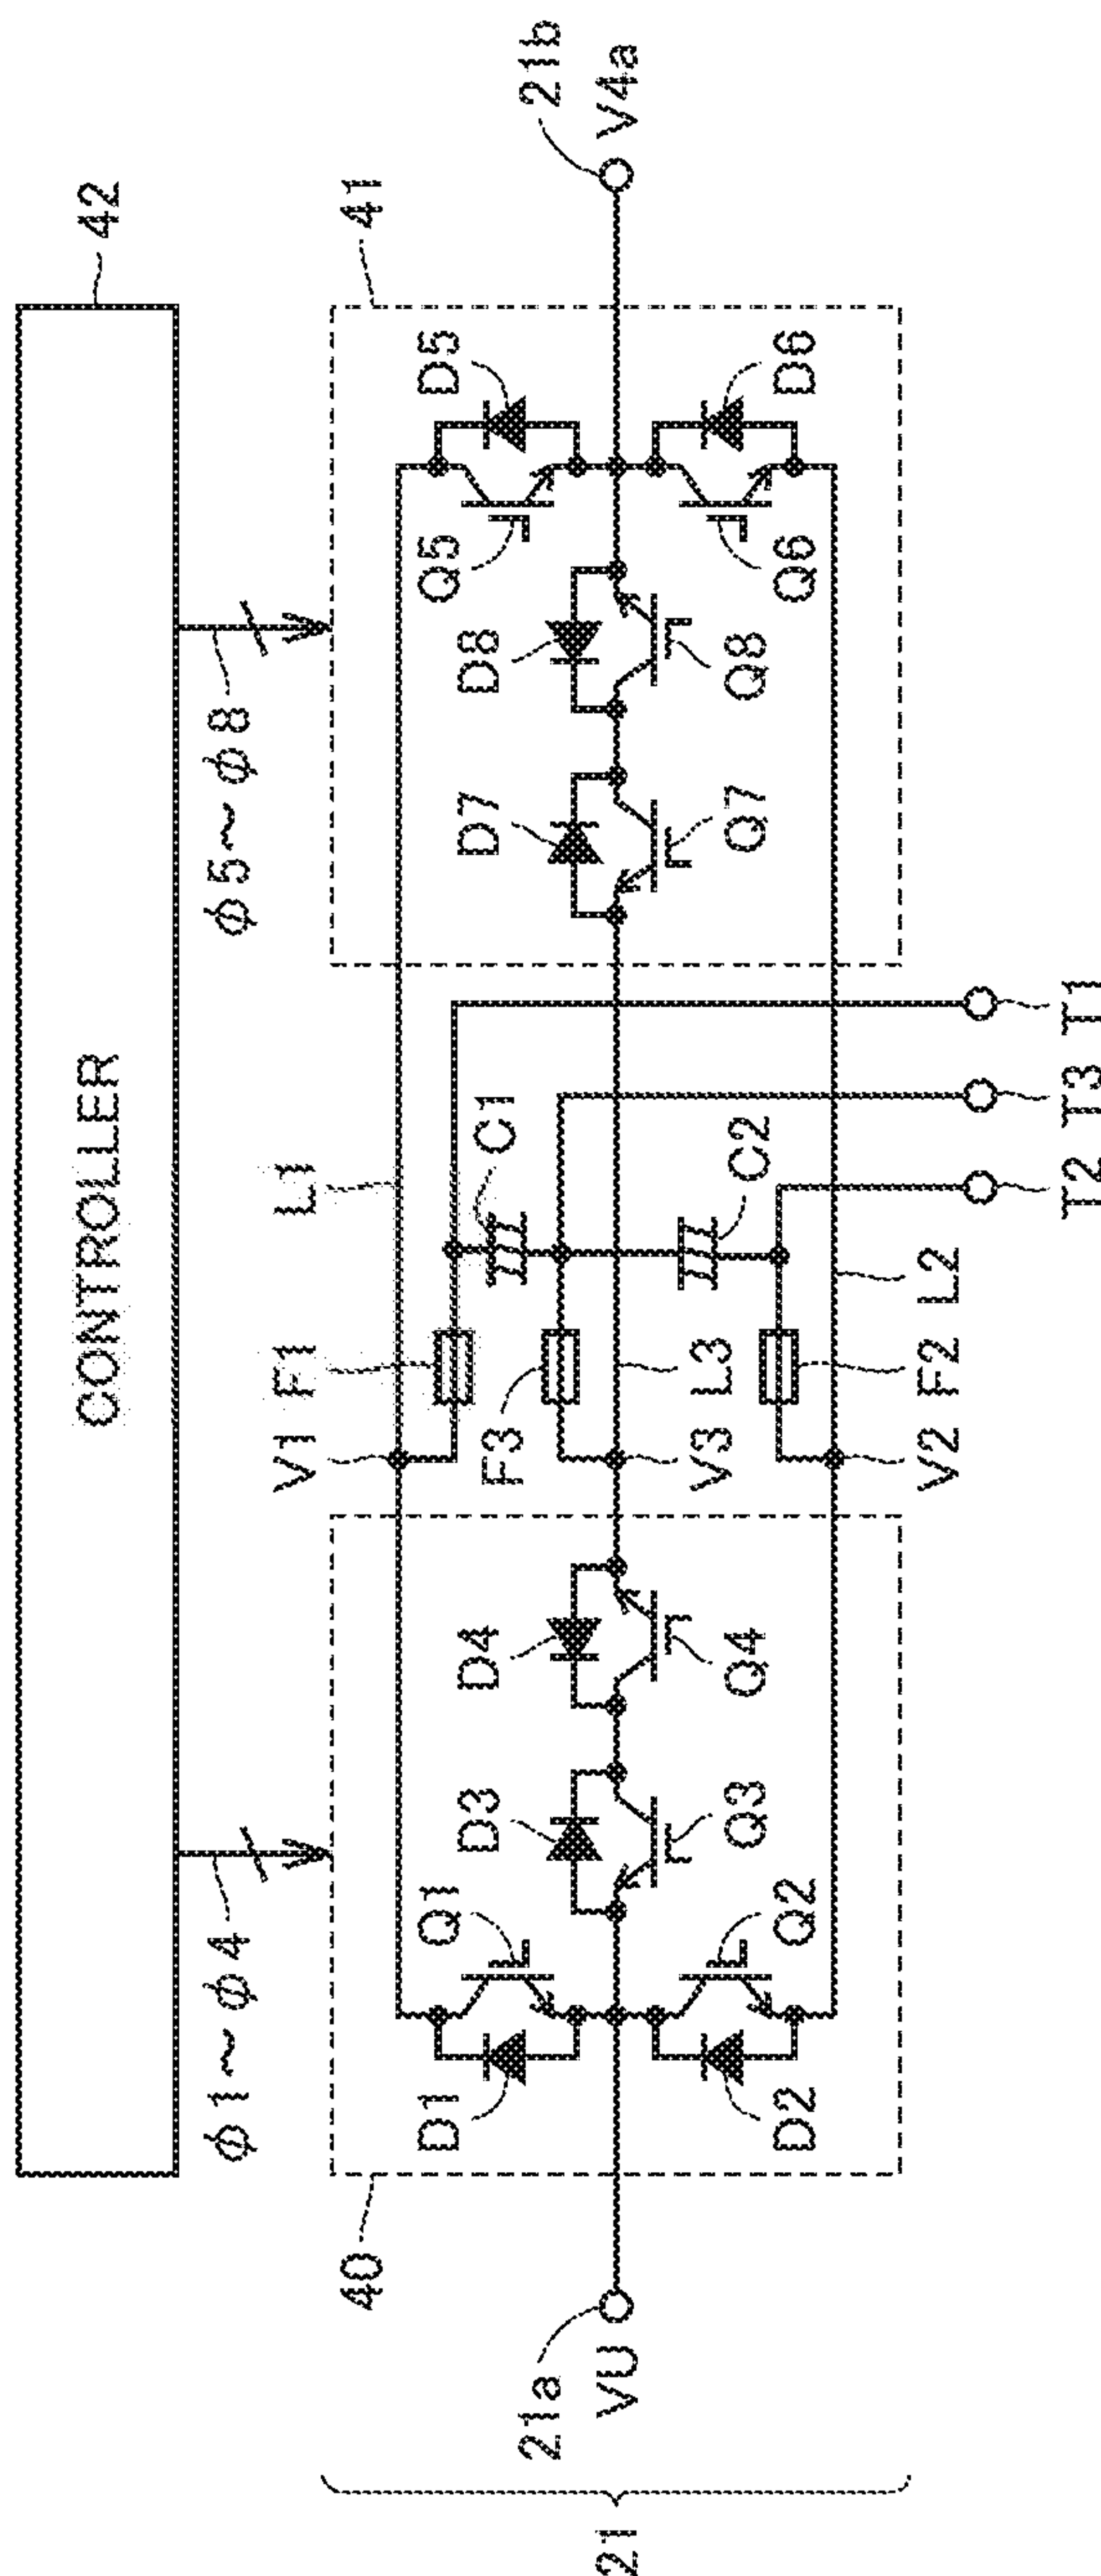 CONTROLLER
42
φ1~φ4
φ5~φ8
40
V1
F1
L1
41
D1
Q1
F3
C1
Q5
D5
D3
D4
D7
D8
21a
VU
21b
V4a
Q3
Q4
V3
L3
C2
Q7
Q8
D2
Q2
Q6
D6
V2
F2
L2
T2
T3
T1
21